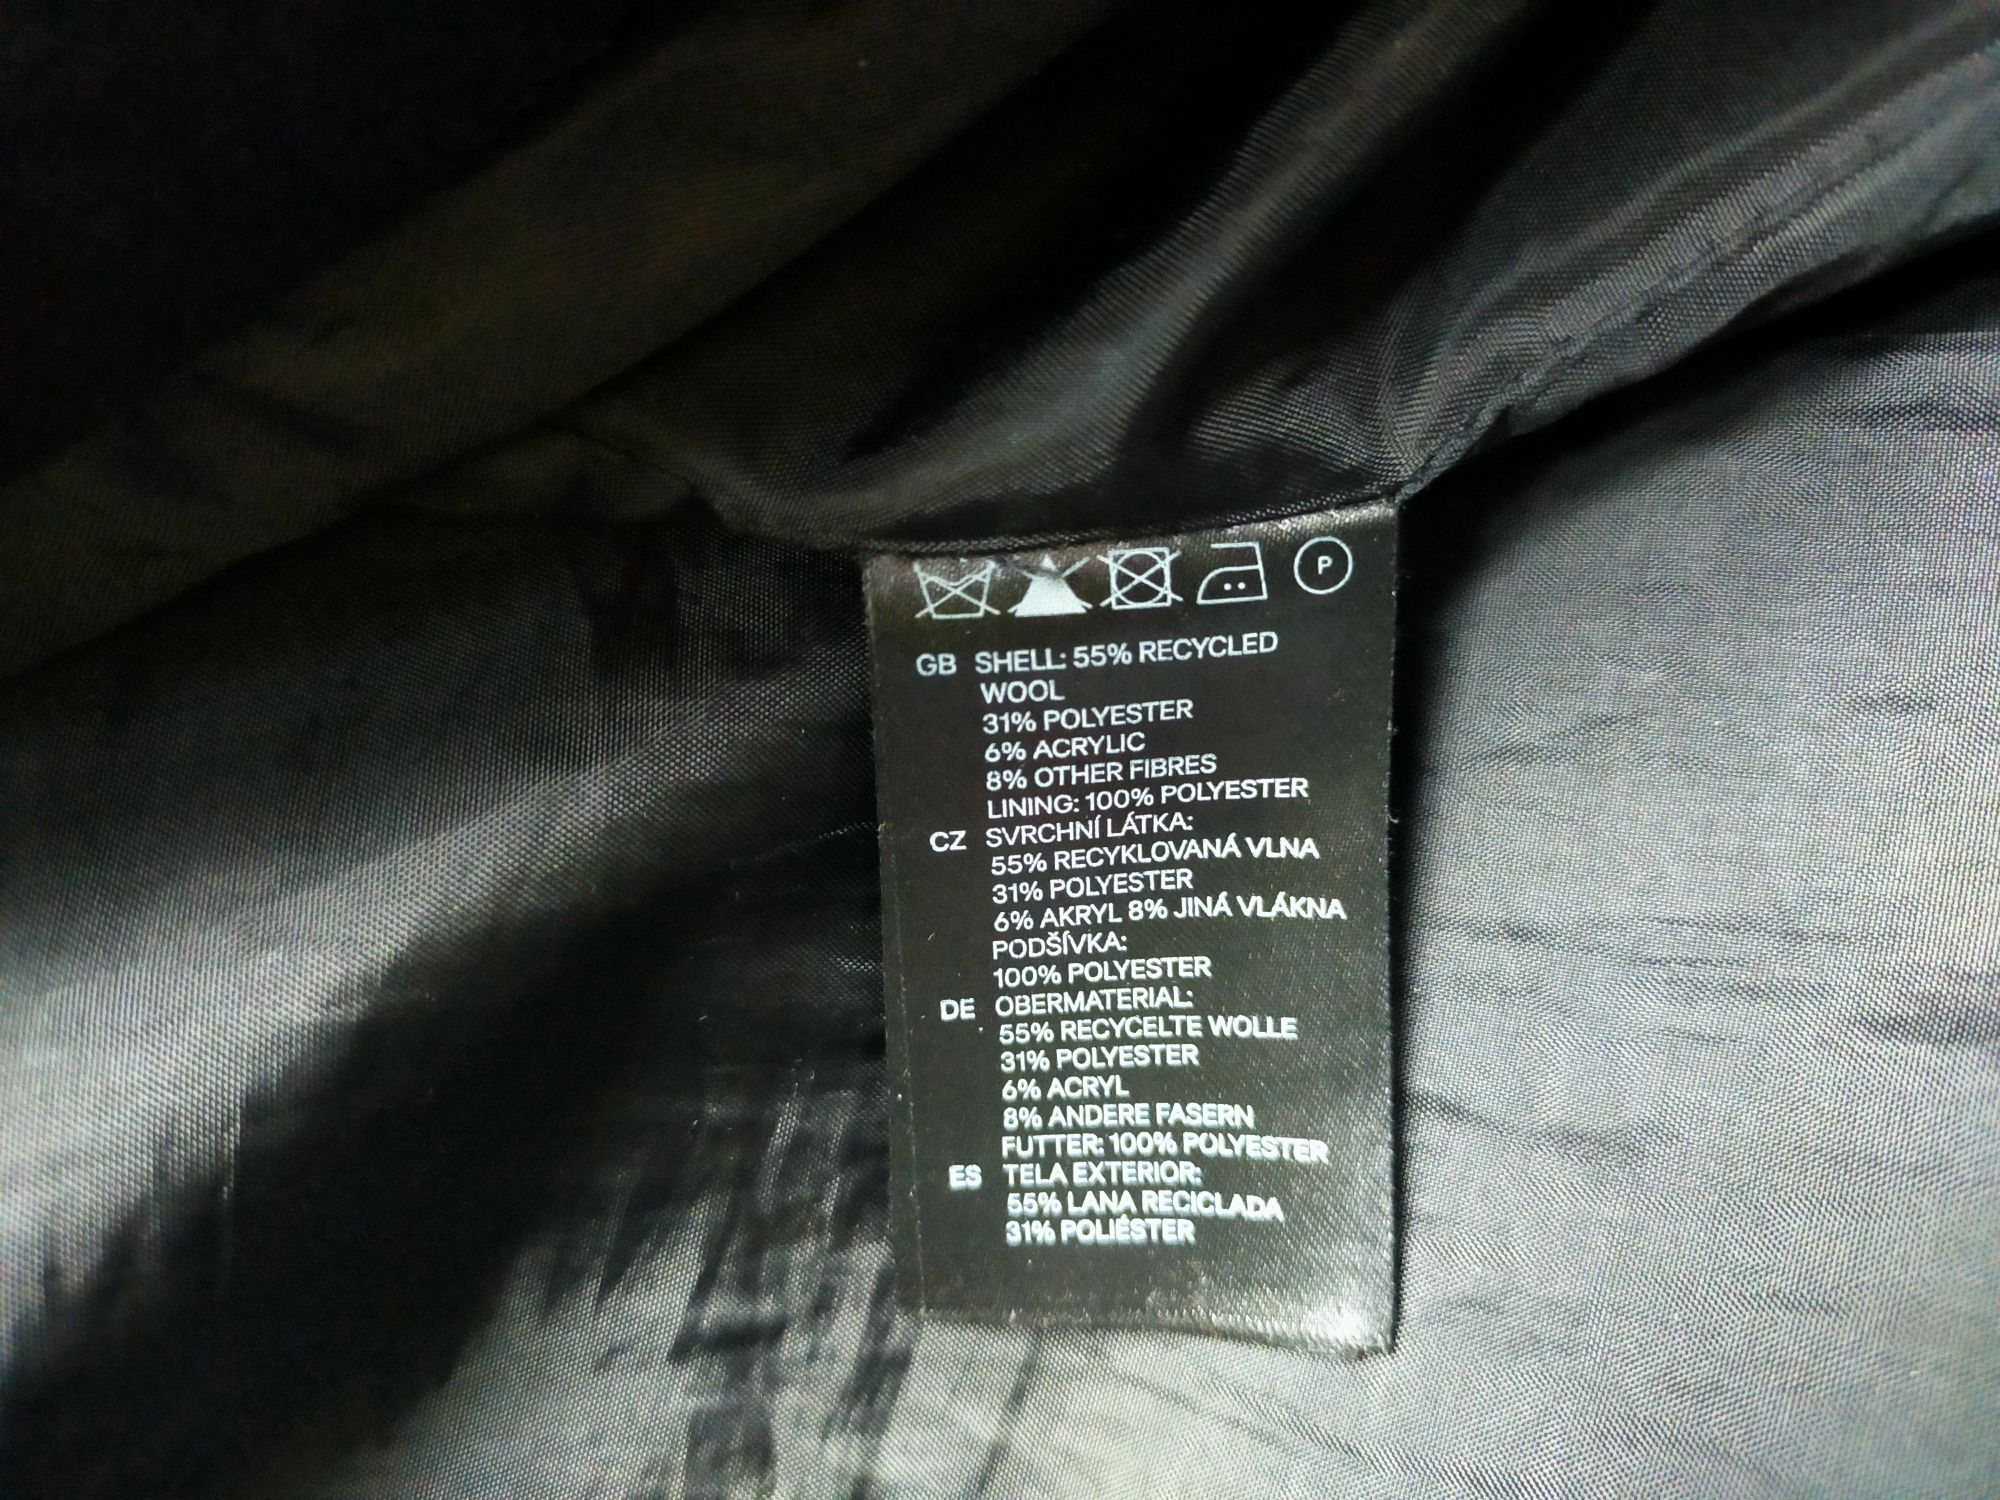 P
GB SHELL: 55% RECYCLED
WOOL
31% POLYESTER
6% ACRYLIC
8% OTHER FIBRES
LINING: 100% POLYESTER
CZ SVRCHNÍ LÁTKA:
55% RECYKLOVANÁ VLNA
31% POLYESTER
6% AKRYL 8% JINÁ VLÁKNA
PODŠÍVKA:
100% POLYESTER
DE OBERMATERIAL:
55% RECYCELTE WOLLE
31% POLYESTER
6% ACRYL
8% ANDERE FASERN
FUTTER: 100% POLYESTER
ES TELA EXTERIOR:
55% LANA RECICLADA
31% POLIÉSTER